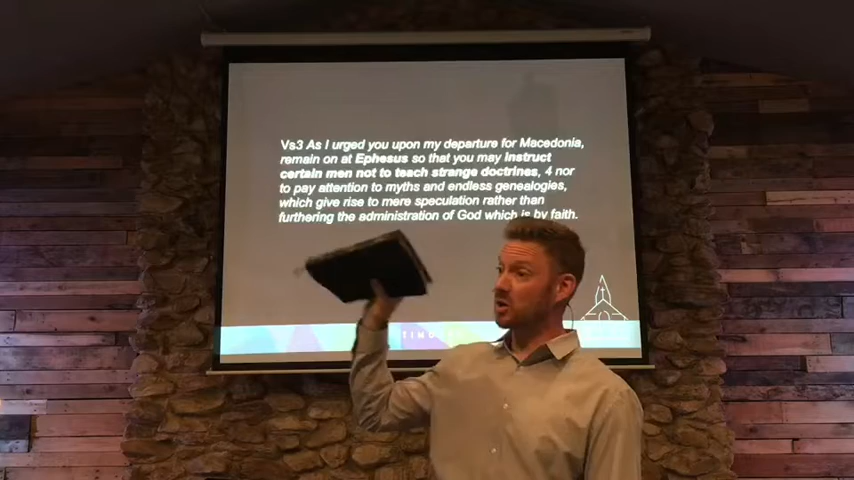 Vs3 As I urged you upon my departure for Macedonia,
remain on at Ephesus so that you may Instruct
certain men not to teach strange doctrines, 4 nor
to pay attention to myths and endless genealogies,
which give rise to mere speculation rather than
furthering the administration of God which is by faith.